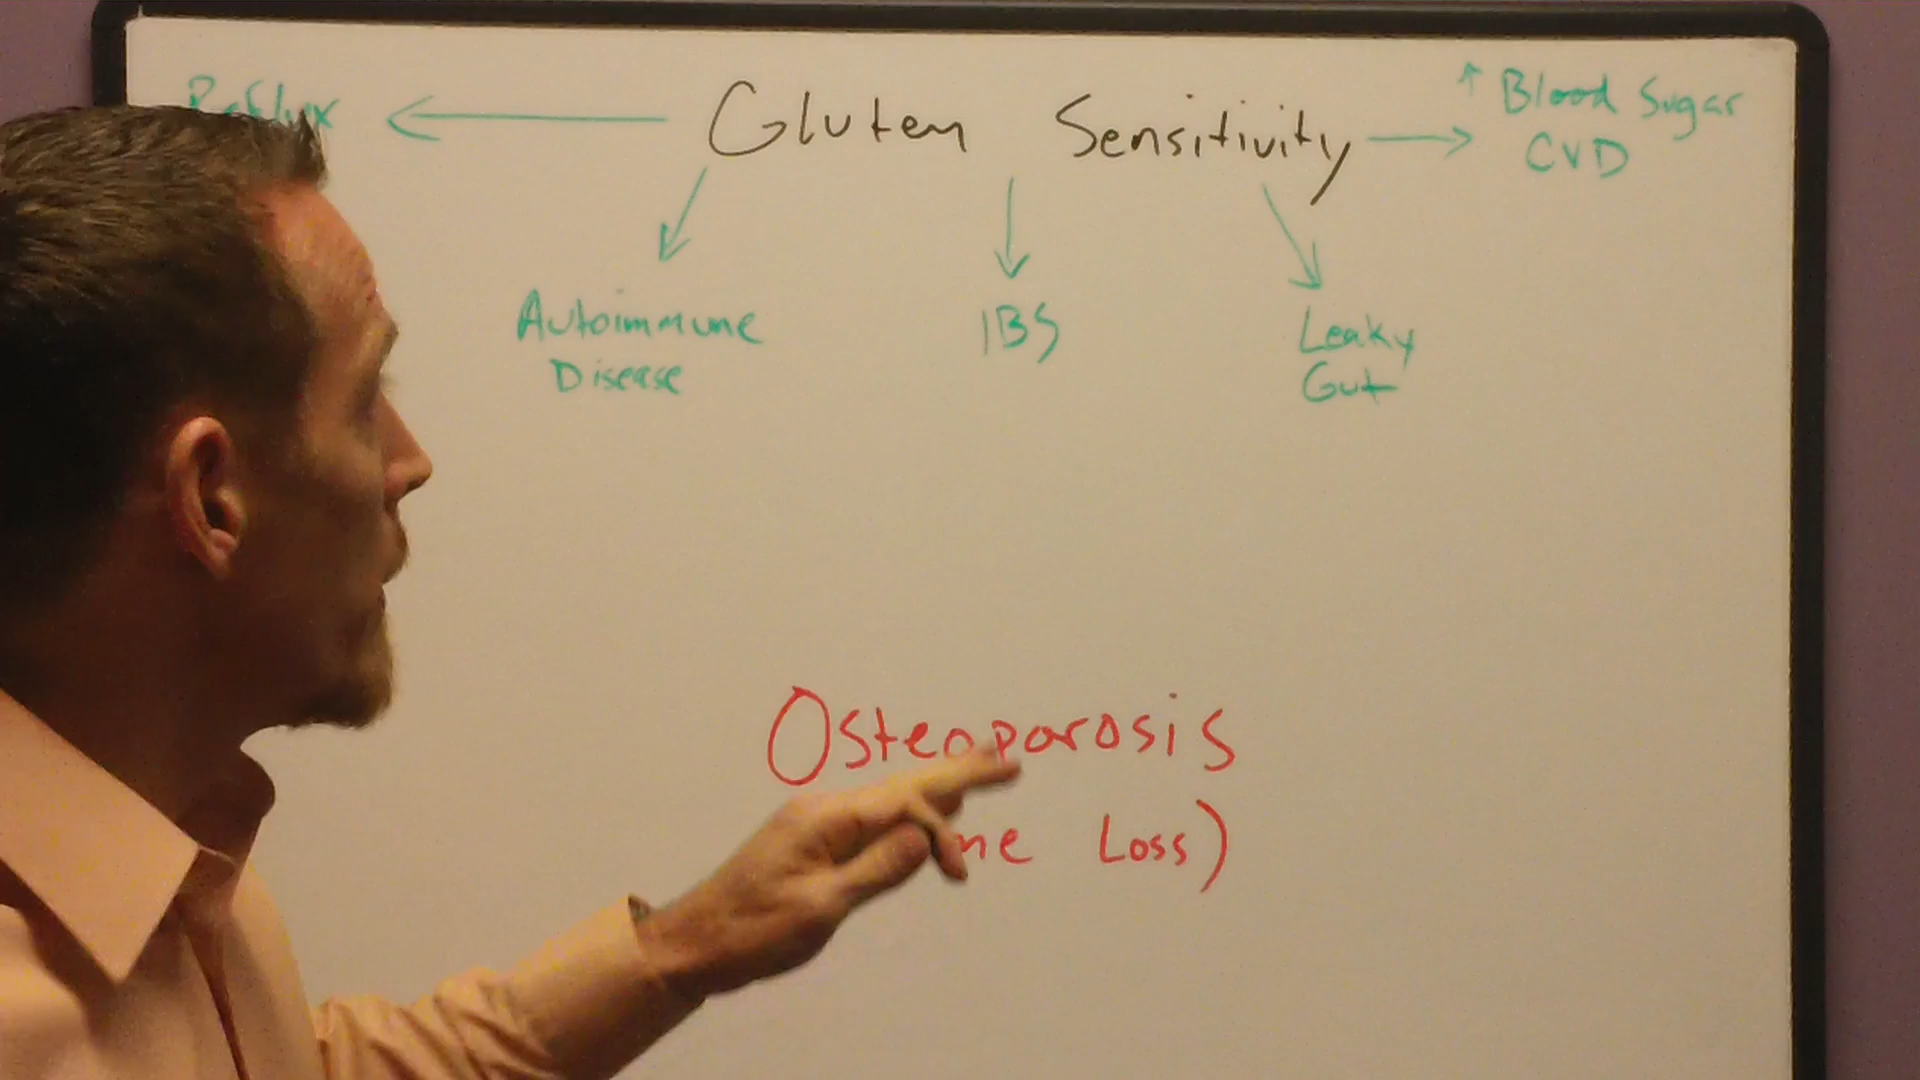 Reflux
Gluten Sensitivity
↑ Blood Sugar
CVD
Autoimmune
Disease
IBS
Leaky
Gut
Osteoporosis
Loss)